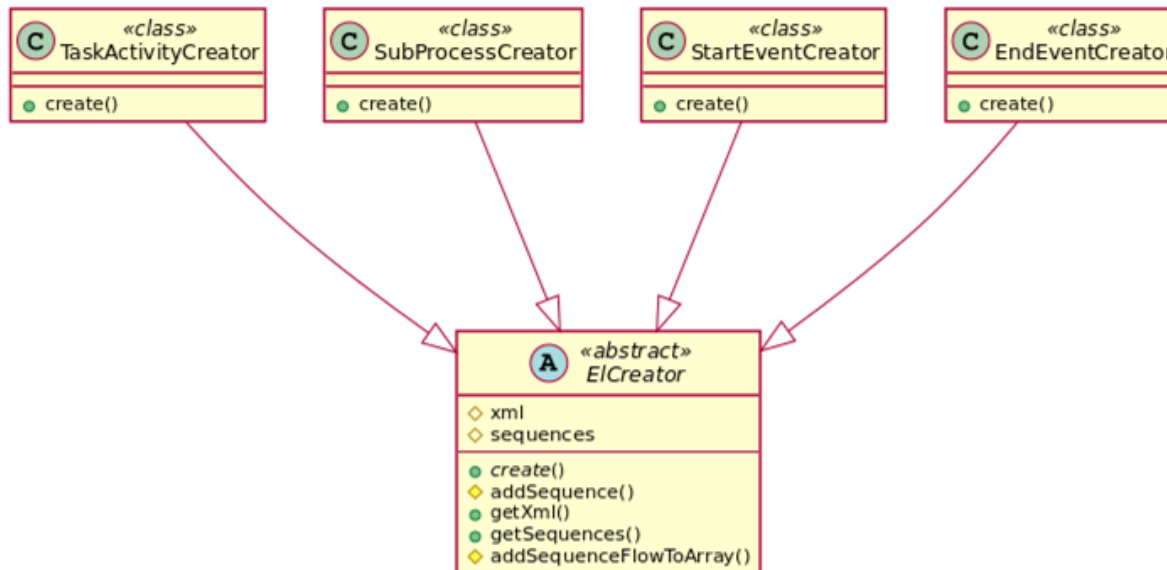 C «class» TaskActivityCreator
create()
C «class» SubProcessCreator
create()
C «class» StartEventCreator
create()
C «class» EndEventCreator
create()
A «abstract» ElCreator
xml
sequences
create()
addSequence()
getXml()
getSequences()
addSequenceFlowToArray()